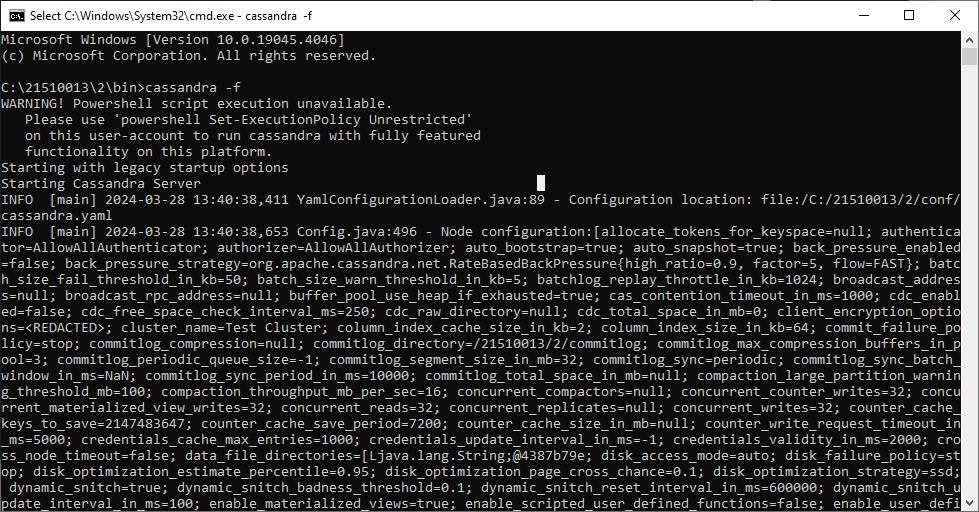 Select C:\Windows\System32\cmd.exe - cassandra -f
Microsoft Windows [Version 10.0.19045.4046]
(c) Microsoft Corporation. All rights reserved.
C:\21510013\2\bin>cassandra -f
WARNING! Powershell script execution unavailable.
   Please use 'powershell Set-ExecutionPolicy Unrestricted'
   on this user-account to run cassandra with fully featured
   functionality on this platform.
Starting with legacy startup options
Starting Cassandra Server
INFO  [main] 2024-03-28 13:40:38,411 YamlConfigurationLoader.java:89 - Configuration location: file:/C:/21510013/2/conf/
cassandra.yaml
INFO  [main] 2024-03-28 13:40:38,653 Config.java:496 - Node configuration:[allocate_tokens_for_keyspace=null; authentica
tor=AllowAllAuthenticator; authorizer=AllowAllAuthorizer; auto_bootstrap=true; auto_snapshot=true; back_pressure_enabled
=false; back_pressure_strategy=org.apache.cassandra.net.RateBasedBackPressure{high_ratio=0.9, factor=5, flow=FAST}; batc
h_size_fail_threshold_in_kb=50; batch_size_warn_threshold_in_kb=5; batchlog_replay_throttle_in_kb=1024; broadcast_addres
s=null; broadcast_rpc_address=null; buffer_pool_use_heap_if_exhausted=true; cas_contention_timeout_in_ms=1000; cdc_enabl
ed=false; cdc_free_space_check_interval_ms=250; cdc_raw_directory=null; cdc_total_space_in_mb=0; client_encryption_optio
ns=<REDACTED>; cluster_name=Test Cluster; column_index_cache_size_in_kb=2; column_index_size_in_kb=64; commit_failure_po
licy=stop; commitlog_compression=null; commitlog_directory=/21510013/2/commitlog; commitlog_max_compression_buffers_in_p
ool=3; commitlog_periodic_queue_size=-1; commitlog_segment_size_in_mb=32; commitlog_sync=periodic; commitlog_sync_batch_
window_in_ms=NaN; commitlog_sync_period_in_ms=10000; commitlog_total_space_in_mb=null; compaction_large_partition_warnin
g_threshold_mb=100; compaction_throughput_mb_per_sec=16; concurrent_compactors=null; concurrent_counter_writes=32; concu
rrent_materialized_view_writes=32; concurrent_reads=32; concurrent_replicates=null; concurrent_writes=32; counter_cache_
keys_to_save=2147483647; counter_cache_save_period=7200; counter_cache_size_in_mb=null; counter_write_request_timeout_in
_ms=5000; credentials_cache_max_entries=1000; credentials_update_interval_in_ms=-1; credentials_validity_in_ms=2000; cro
ss_node_timeout=false; data_file_directories=[Ljava.lang.String;@4387b79e; disk_access_mode=auto; disk_failure_policy=st
op; disk_optimization_estimate_percentile=0.95; disk_optimization_page_cross_chance=0.1; disk_optimization_strategy=ssd;
 dynamic_snitch=true; dynamic_snitch_badness_threshold=0.1; dynamic_snitch_reset_interval_in_ms=600000; dynamic_snitch_u
pdate_interval_in_ms=100; enable_materialized_views=true; enable_scripted_user_defined_functions=false; enable_user_defi